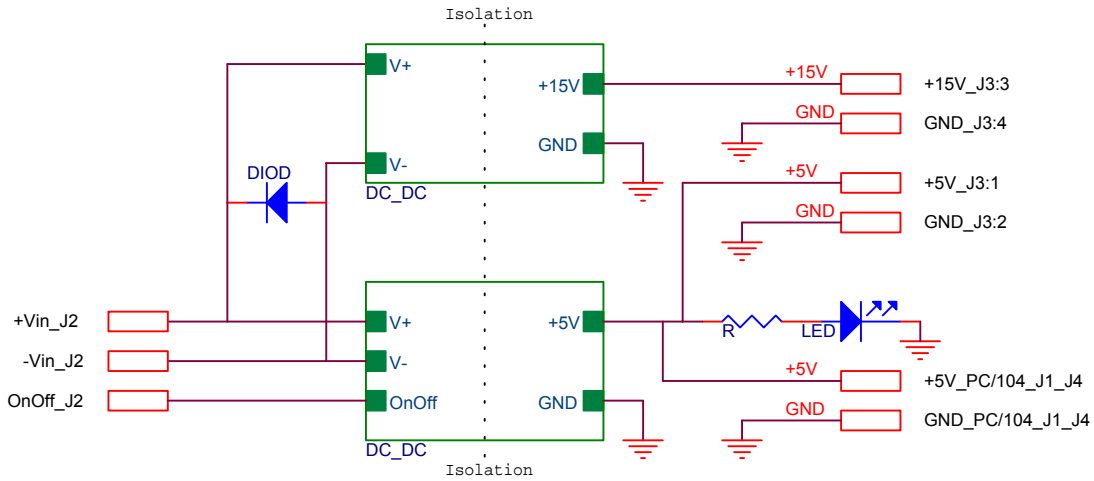 Isolation
V+
+15V
+15V
+15V_J3:3
GND
GND_J3:4
GND
V-
DIOD
DC_DC
+5V
+5V_J3:1
GND
GND_J3:2
+Vin_J2
V+
+5V
R
LED
-Vin_J2
V-
+5V
+5V_PC/104_J1_J4
OnOff_J2
OnOff
GND
GND
GND_PC/104_J1_J4
DC_DC
Isolation